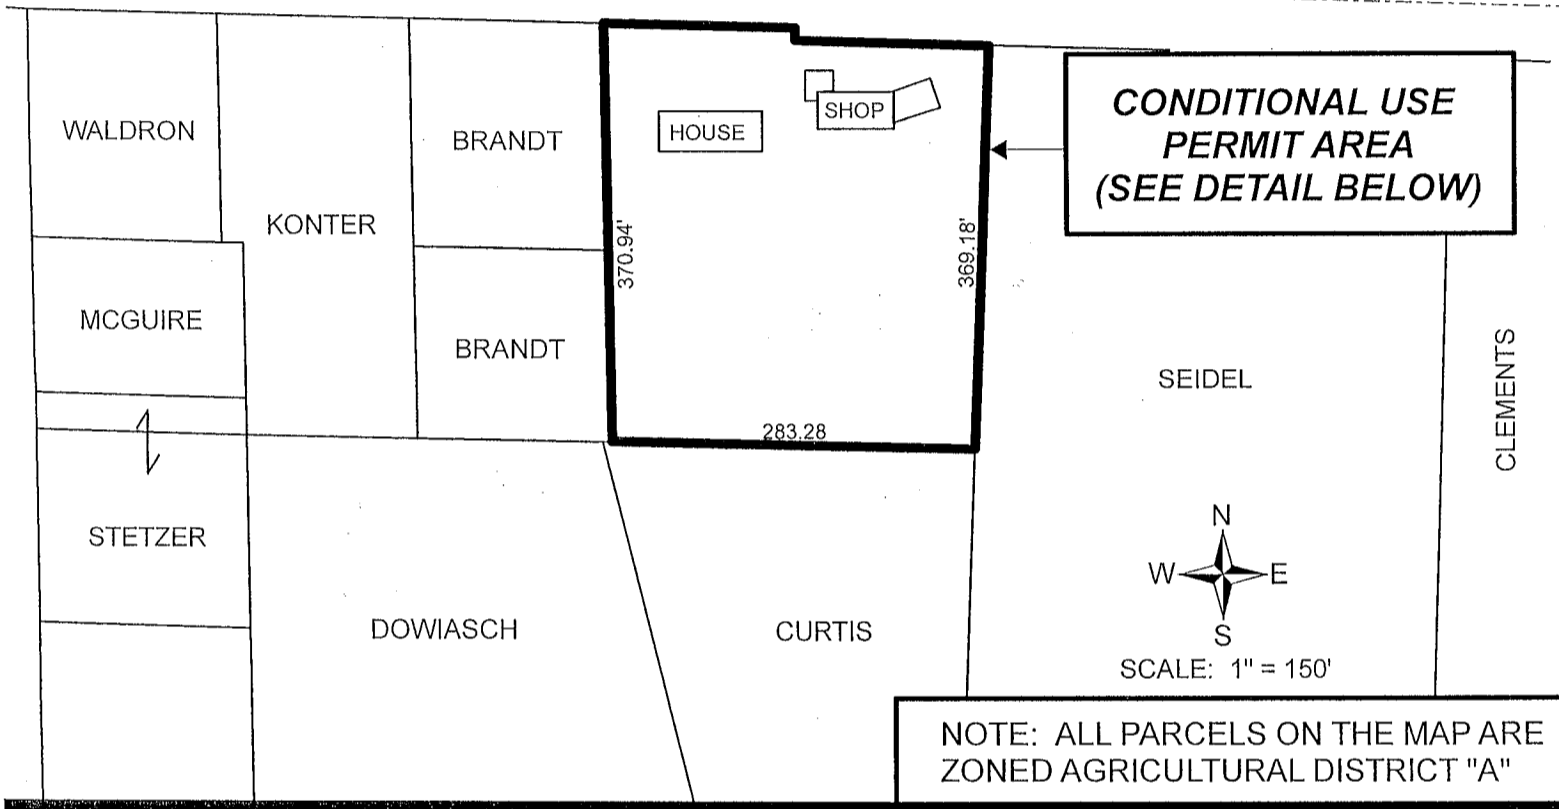 WALDRON
BRANDT
HOUSE
SHOP
CONDITIONAL USE
PERMIT AREA
(SEE DETAIL BELOW)
KONTER
370.94'
369.18'
MCGUIRE
BRANDT
SEIDEL
CLEMENTS
283.28
STETZER
DOWIASCH
CURTIS
N
W E
S
SCALE: 1" = 150'
NOTE: ALL PARCELS ON THE MAP ARE
ZONED AGRICULTURAL DISTRICT "A"